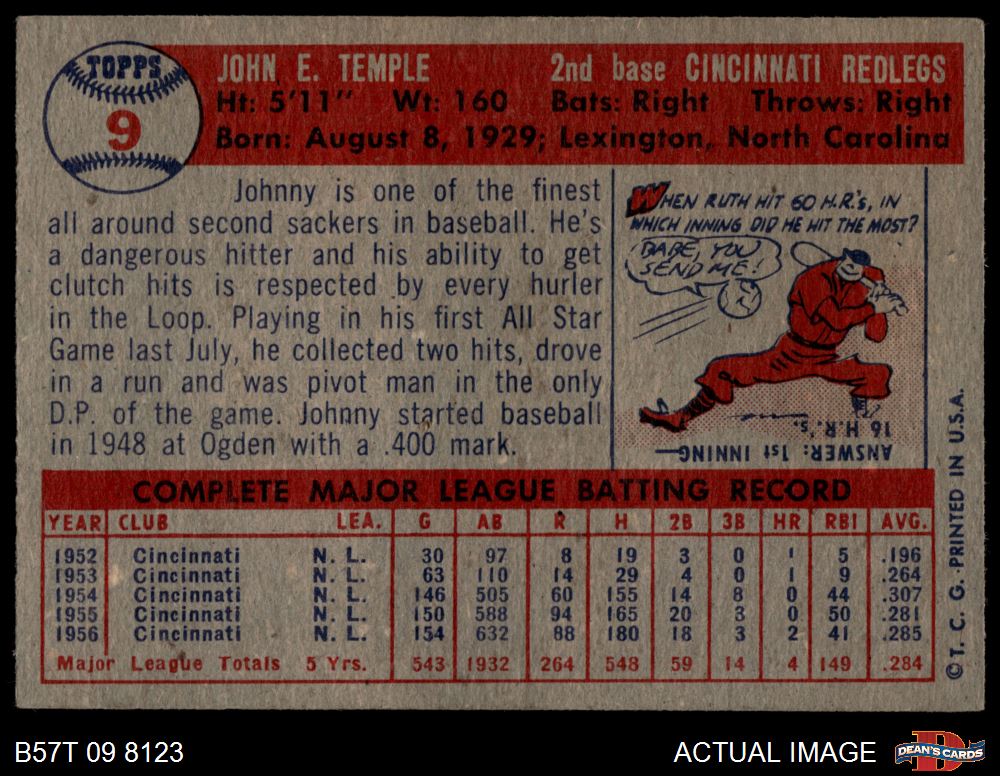 TOPPS
9
JOHN E. TEMPLE 2nd base CINCINNATI REDLEGS
Ht: 5'11" Wt: 160 Bats: Right Throws: Right
Born: August 8, 1929; Lexington, North Carolina
Johnny is one of the finest
all around second sackers in baseball. He's
a dangerous hitter and his ability to get
clutch hits is respected by every hurler
in the Loop. Playing in his first All Star
Game last July, he collected two hits, drove
in a run and was pivot man in the only
D.P. of the game. Johnny started baseball
in 1948 at Ogden with a .400 mark.
WHEN RUTH HIT 60 H.R.'s, IN
WHICH INNING DID HE HIT THE MOST?
BABE, YOU
SEND ME!
ANSWER: 1st INNING—
16 H.R.'s.
COMPLETE MAJOR LEAGUE BATTING RECORD
YEAR CLUB LEA. G AB R H 2B 3B HR RBI AVG.
1952 Cincinnati N. L. 30 97 8 19 3 0 1 5 .196
1953 Cincinnati N. L. 63 110 14 29 4 0 1 9 .264
1954 Cincinnati N. L. 146 505 60 155 14 8 0 44 .307
1955 Cincinnati N. L. 150 588 94 165 20 3 0 50 .281
1956 Cincinnati N. L. 154 632 88 180 18 3 2 41 .285
Major League Totals 5 Yrs. 543 1932 264 548 59 14 4 149 .284
© T. C. G. · PRINTED IN U.S.A.
B57T 09 8123 ACTUAL IMAGE
DEAN'S CARDS